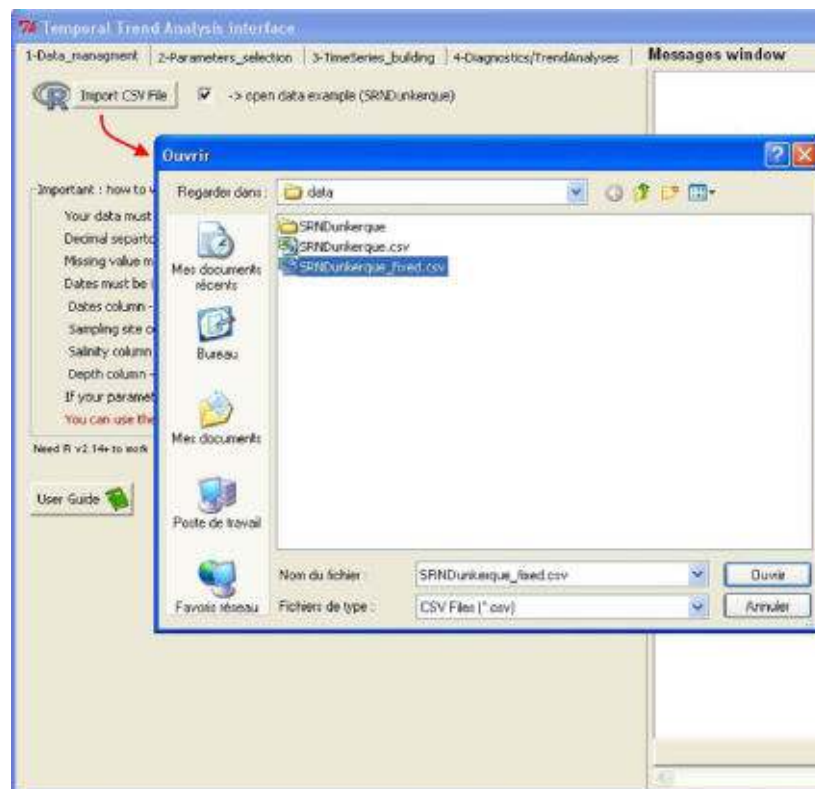 Temporal Trend Analysis interface
1-Data_managment
2-Parameters_selection
3-TimeSeries_building
4-Diagnostics/TrendAnalyses
Messages window
Import CSV File
-> open data example (SRNDunkerque)
Ouvrir
Important : how to
Regarder dans :
data
Your data must
Decimal separato
Missing value m
Dates must be
Dates column -
Sampling site
Salinity column
Depth column -
If your paramet
You can use the
Need R v2.14+ to work
User Guide
SRNDunkerque
SRNDunkerque.csv
SRNDunkerque_fixed.csv
Mes documents
récents
Bureau
Mes documents
Poste de travail
Favoris réseau
Nom du fichier :
SRNDunkerque_fixed.csv
Ouvrir
Fichiers de type :
CSV Files (*.csv)
Annuler